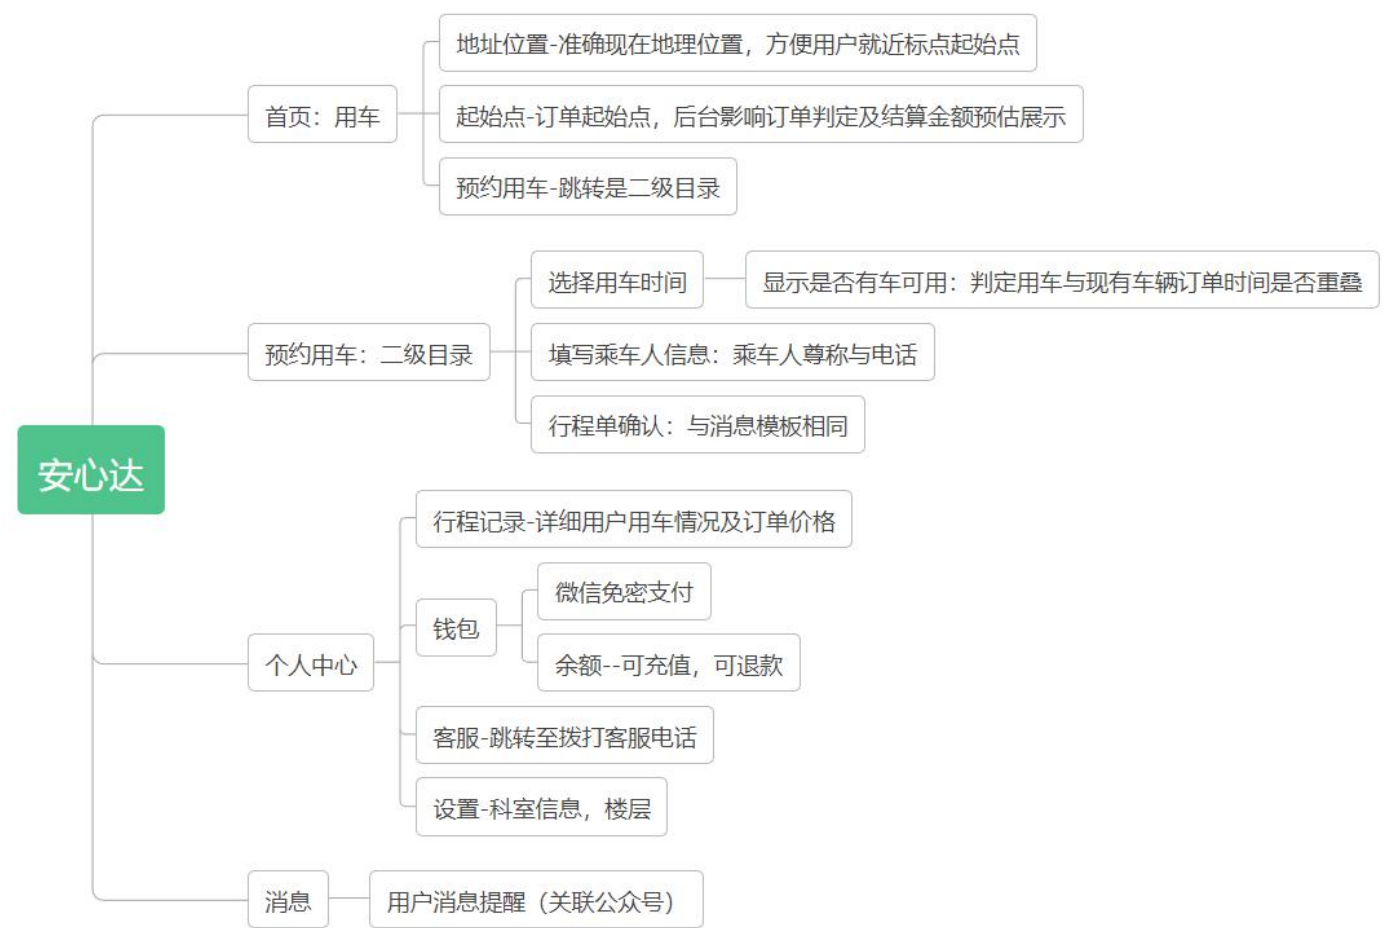 安心达
首页：用车
地址位置-准确现在地理位置，方便用户就近标点起始点
起始点-订单起始点，后台影响订单判定及结算金额预估展示
预约用车-跳转是二级目录
预约用车：二级目录
选择用车时间
显示是否有车可用：判定用车与现有车辆订单时间是否重叠
填写乘车人信息：乘车人尊称与电话
行程单确认：与消息模板相同
个人中心
行程记录-详细用户用车情况及订单价格
钱包
微信免密支付
余额--可充值，可退款
客服-跳转至拨打客服电话
设置-科室信息，楼层
消息
用户消息提醒（关联公众号）